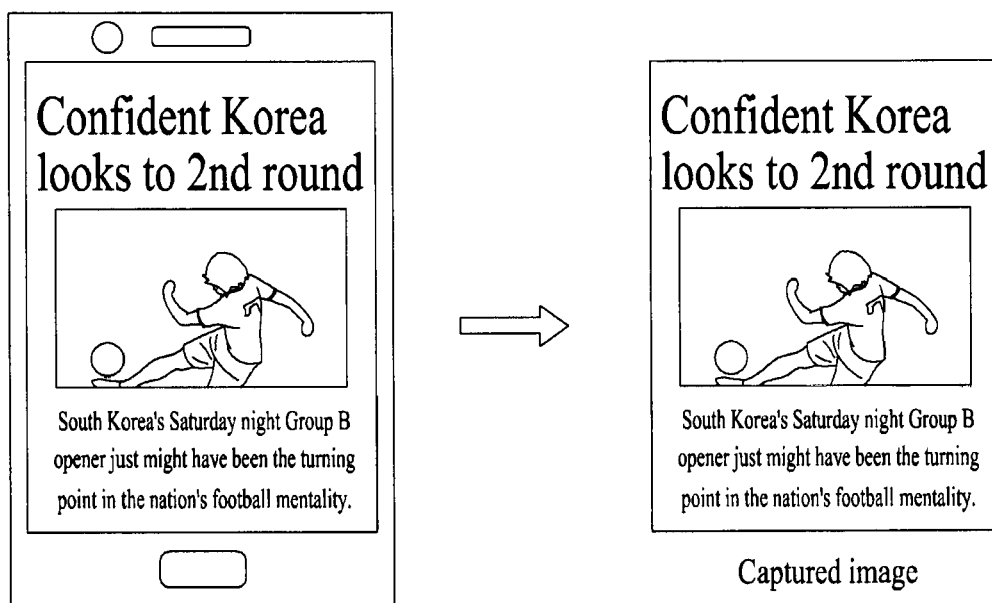 Confident Korea
looks to 2nd round
South Korea's Saturday night Group B
opener just might have been the turning
point in the nation's football mentality.
Confident Korea
looks to 2nd round
South Korea's Saturday night Group B
opener just might have been the turning
point in the nation's football mentality.
Captured image